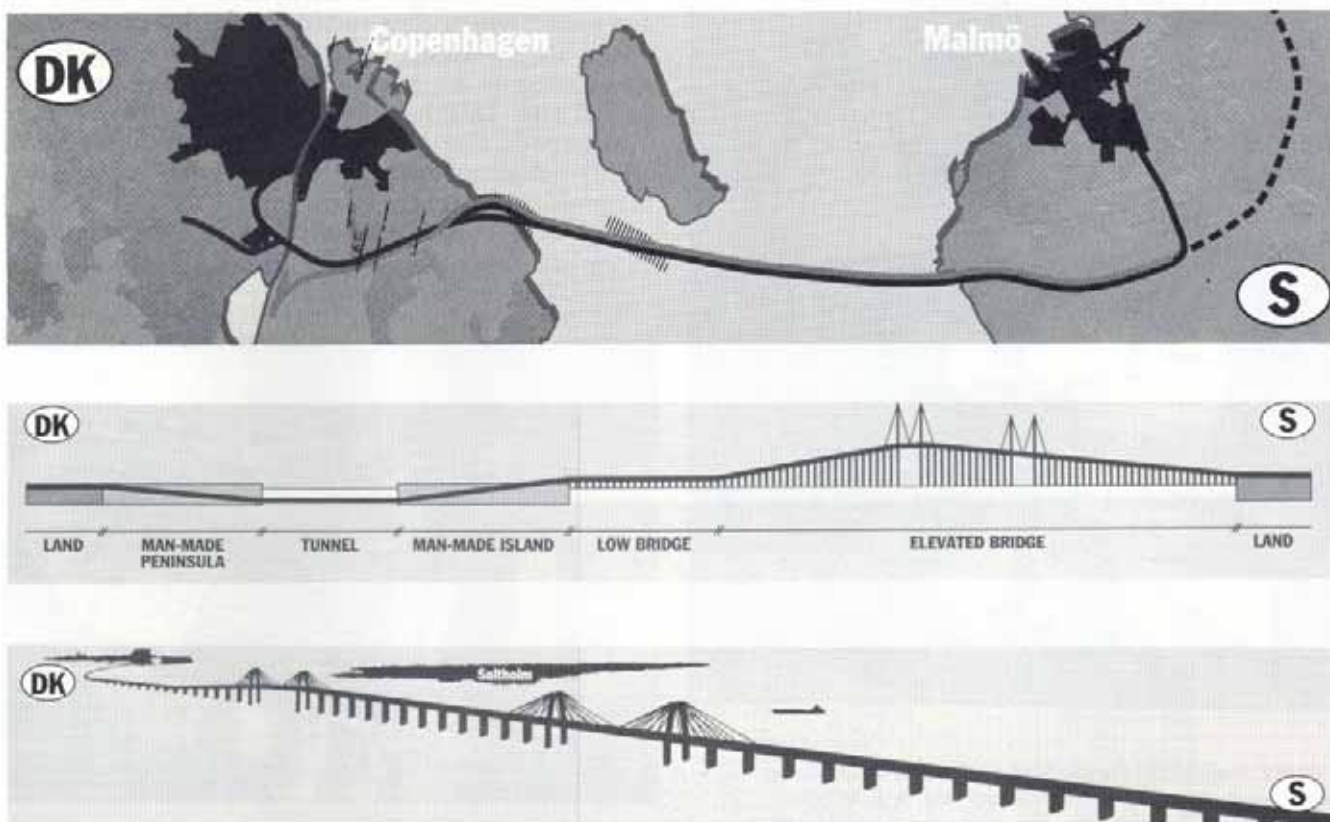 DK
Copenhagen
Malmö
S
DK
S
LAND
MAN-MADE
PENINSULA
TUNNEL
MAN-MADE ISLAND
LOW BRIDGE
ELEVATED BRIDGE
LAND
DK
Saltholm
S